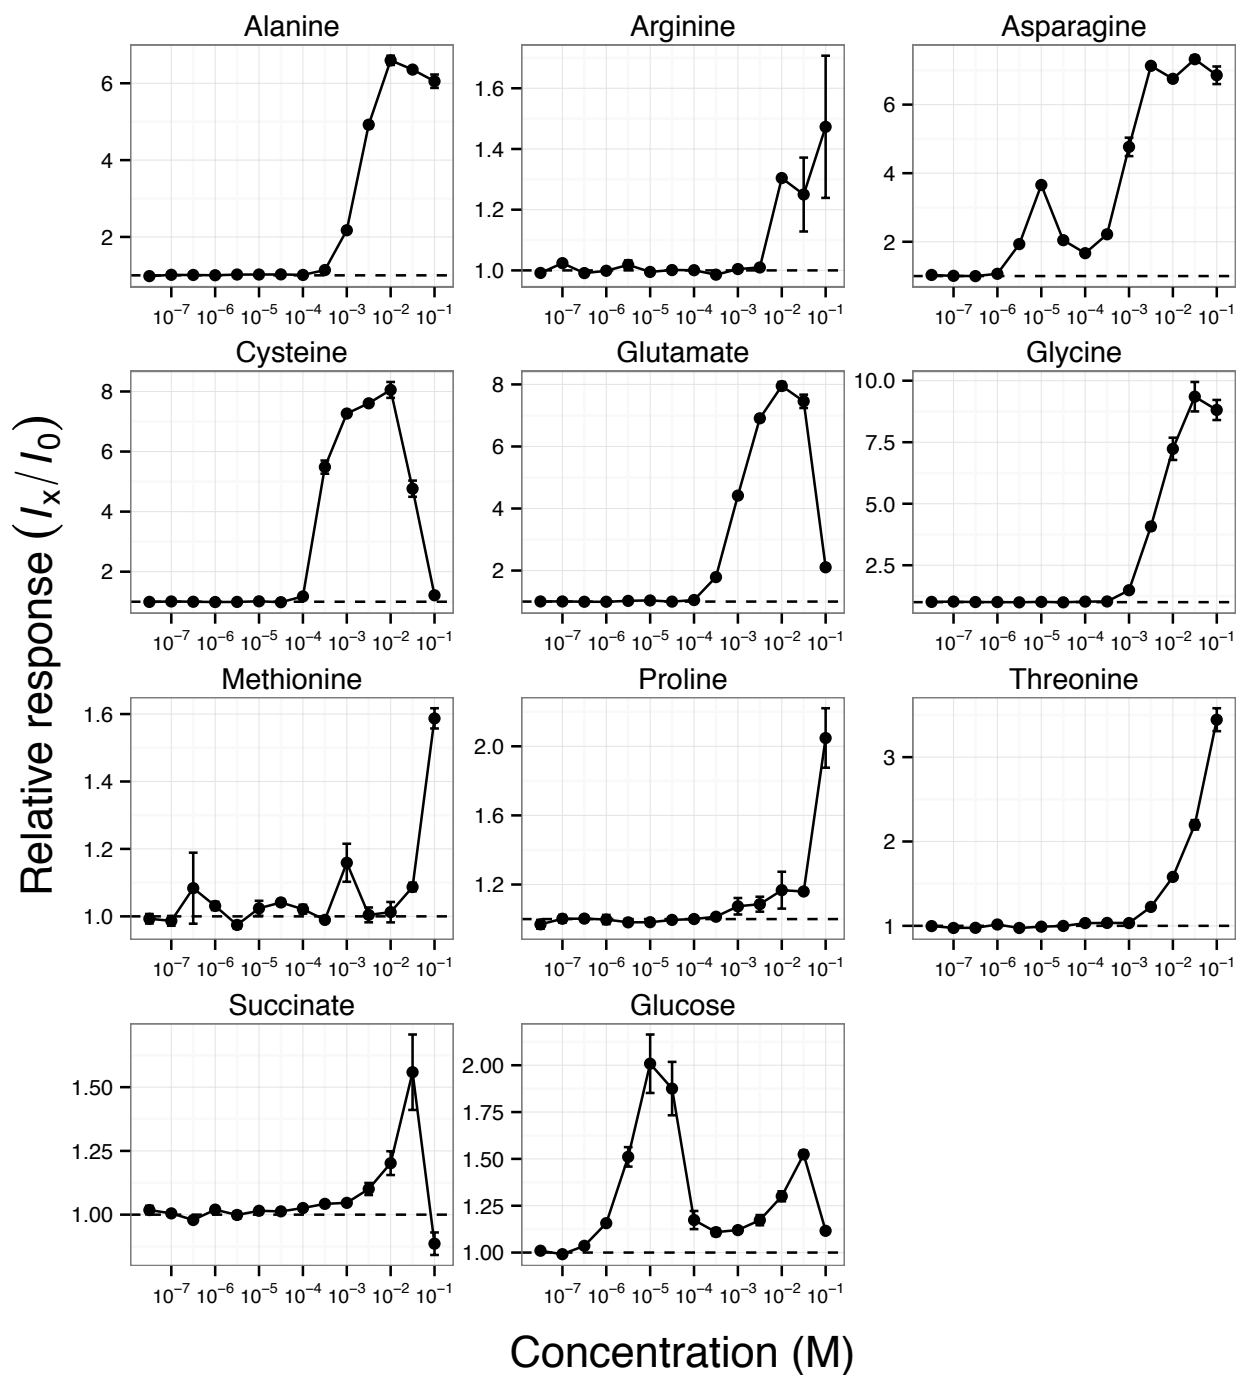 Alanine
Arginine
Asparagine
6
4
2
1.6
1.4
1.2
1.0
6
4
2
10⁻⁷ 10⁻⁶ 10⁻⁵ 10⁻⁴ 10⁻³ 10⁻² 10⁻¹
10⁻⁷ 10⁻⁶ 10⁻⁵ 10⁻⁴ 10⁻³ 10⁻² 10⁻¹
10⁻⁷ 10⁻⁶ 10⁻⁵ 10⁻⁴ 10⁻³ 10⁻² 10⁻¹
Cysteine
Glutamate
Glycine
8
6
4
2
8
6
4
2
10.0
7.5
5.0
2.5
10⁻⁷ 10⁻⁶ 10⁻⁵ 10⁻⁴ 10⁻³ 10⁻² 10⁻¹
10⁻⁷ 10⁻⁶ 10⁻⁵ 10⁻⁴ 10⁻³ 10⁻² 10⁻¹
10⁻⁷ 10⁻⁶ 10⁻⁵ 10⁻⁴ 10⁻³ 10⁻² 10⁻¹
Relative response (Iₓ/I₀)
Methionine
Proline
Threonine
1.6
1.4
1.2
1.0
2.0
1.6
1.2
3
2
1
10⁻⁷ 10⁻⁶ 10⁻⁵ 10⁻⁴ 10⁻³ 10⁻² 10⁻¹
10⁻⁷ 10⁻⁶ 10⁻⁵ 10⁻⁴ 10⁻³ 10⁻² 10⁻¹
10⁻⁷ 10⁻⁶ 10⁻⁵ 10⁻⁴ 10⁻³ 10⁻² 10⁻¹
Succinate
Glucose
1.50
1.25
1.00
2.00
1.75
1.50
1.25
1.00
10⁻⁷ 10⁻⁶ 10⁻⁵ 10⁻⁴ 10⁻³ 10⁻² 10⁻¹
10⁻⁷ 10⁻⁶ 10⁻⁵ 10⁻⁴ 10⁻³ 10⁻² 10⁻¹
Concentration (M)